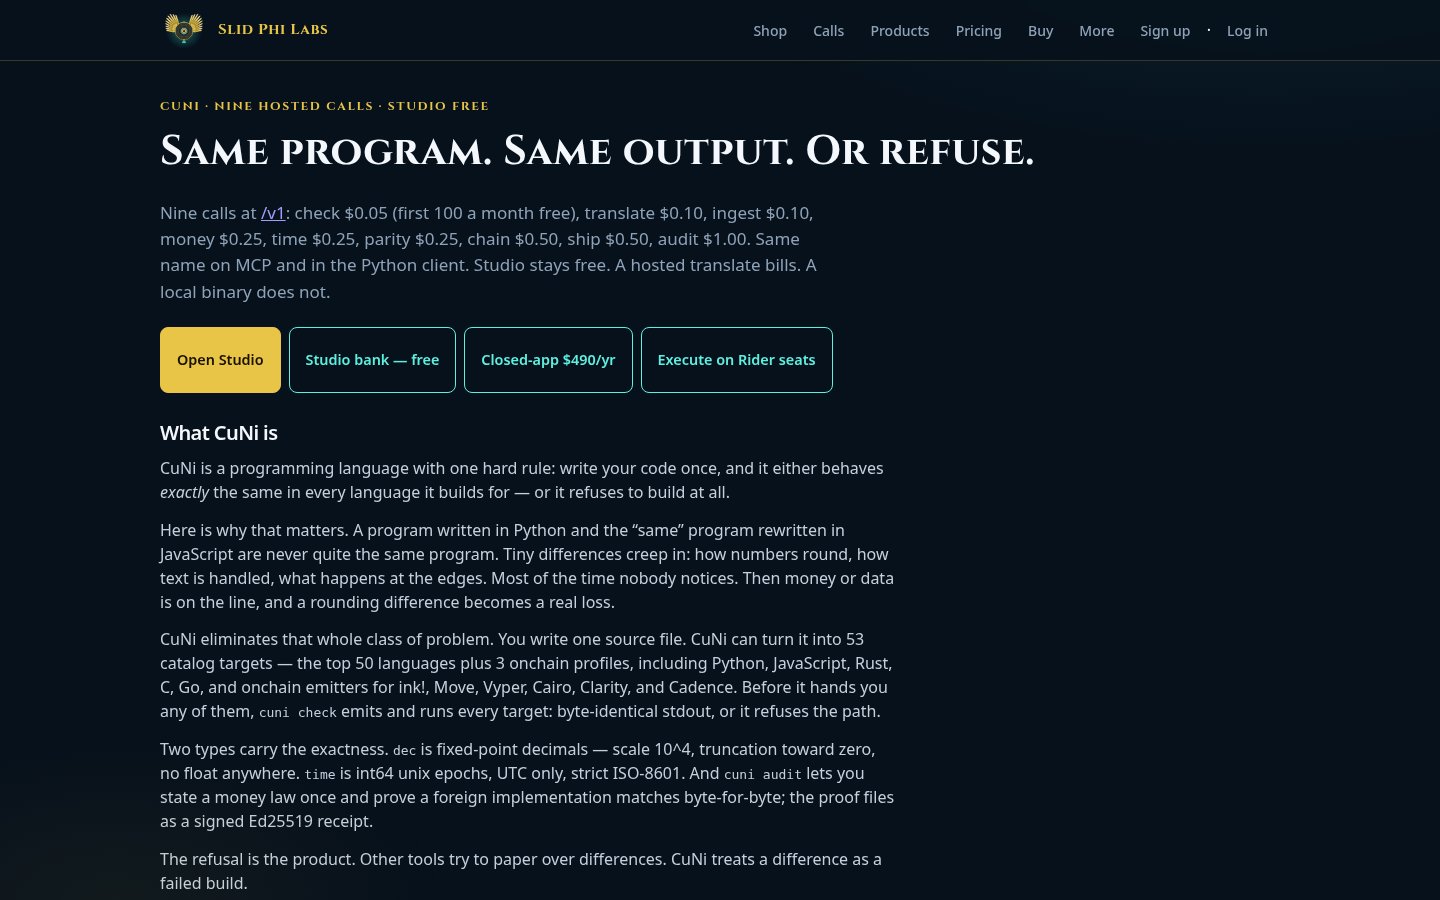 Slid Phi Labs
Shop Calls Products Pricing Buy More Sign up · Log in
CUNI · NINE HOSTED CALLS · STUDIO FREE
Same program. Same output. Or refuse.
Nine calls at /v1: check $0.05 (first 100 a month free), translate $0.10, ingest $0.10,
money $0.25, time $0.25, parity $0.25, chain $0.50, ship $0.50, audit $1.00. Same
name on MCP and in the Python client. Studio stays free. A hosted translate bills. A
local binary does not.
Open Studio
Studio bank — free
Closed-app $490/yr
Execute on Rider seats
What CuNi is
CuNi is a programming language with one hard rule: write your code once, and it either behaves
exactly the same in every language it builds for — or it refuses to build at all.
Here is why that matters. A program written in Python and the “same” program rewritten in
JavaScript are never quite the same program. Tiny differences creep in: how numbers round, how
text is handled, what happens at the edges. Most of the time nobody notices. Then money or data
is on the line, and a rounding difference becomes a real loss.
CuNi eliminates that whole class of problem. You write one source file. CuNi can turn it into 53
catalog targets — the top 50 languages plus 3 onchain profiles, including Python, JavaScript, Rust,
C, Go, and onchain emitters for ink!, Move, Vyper, Cairo, Clarity, and Cadence. Before it hands you
any of them, cuni check emits and runs every target: byte-identical stdout, or it refuses the path.
Two types carry the exactness. dec is fixed-point decimals — scale 10^4, truncation toward zero,
no float anywhere. time is int64 unix epochs, UTC only, strict ISO-8601. And cuni audit lets you
state a money law once and prove a foreign implementation matches byte-for-byte; the proof files
as a signed Ed25519 receipt.
The refusal is the product. Other tools try to paper over differences. CuNi treats a difference as a
failed build.